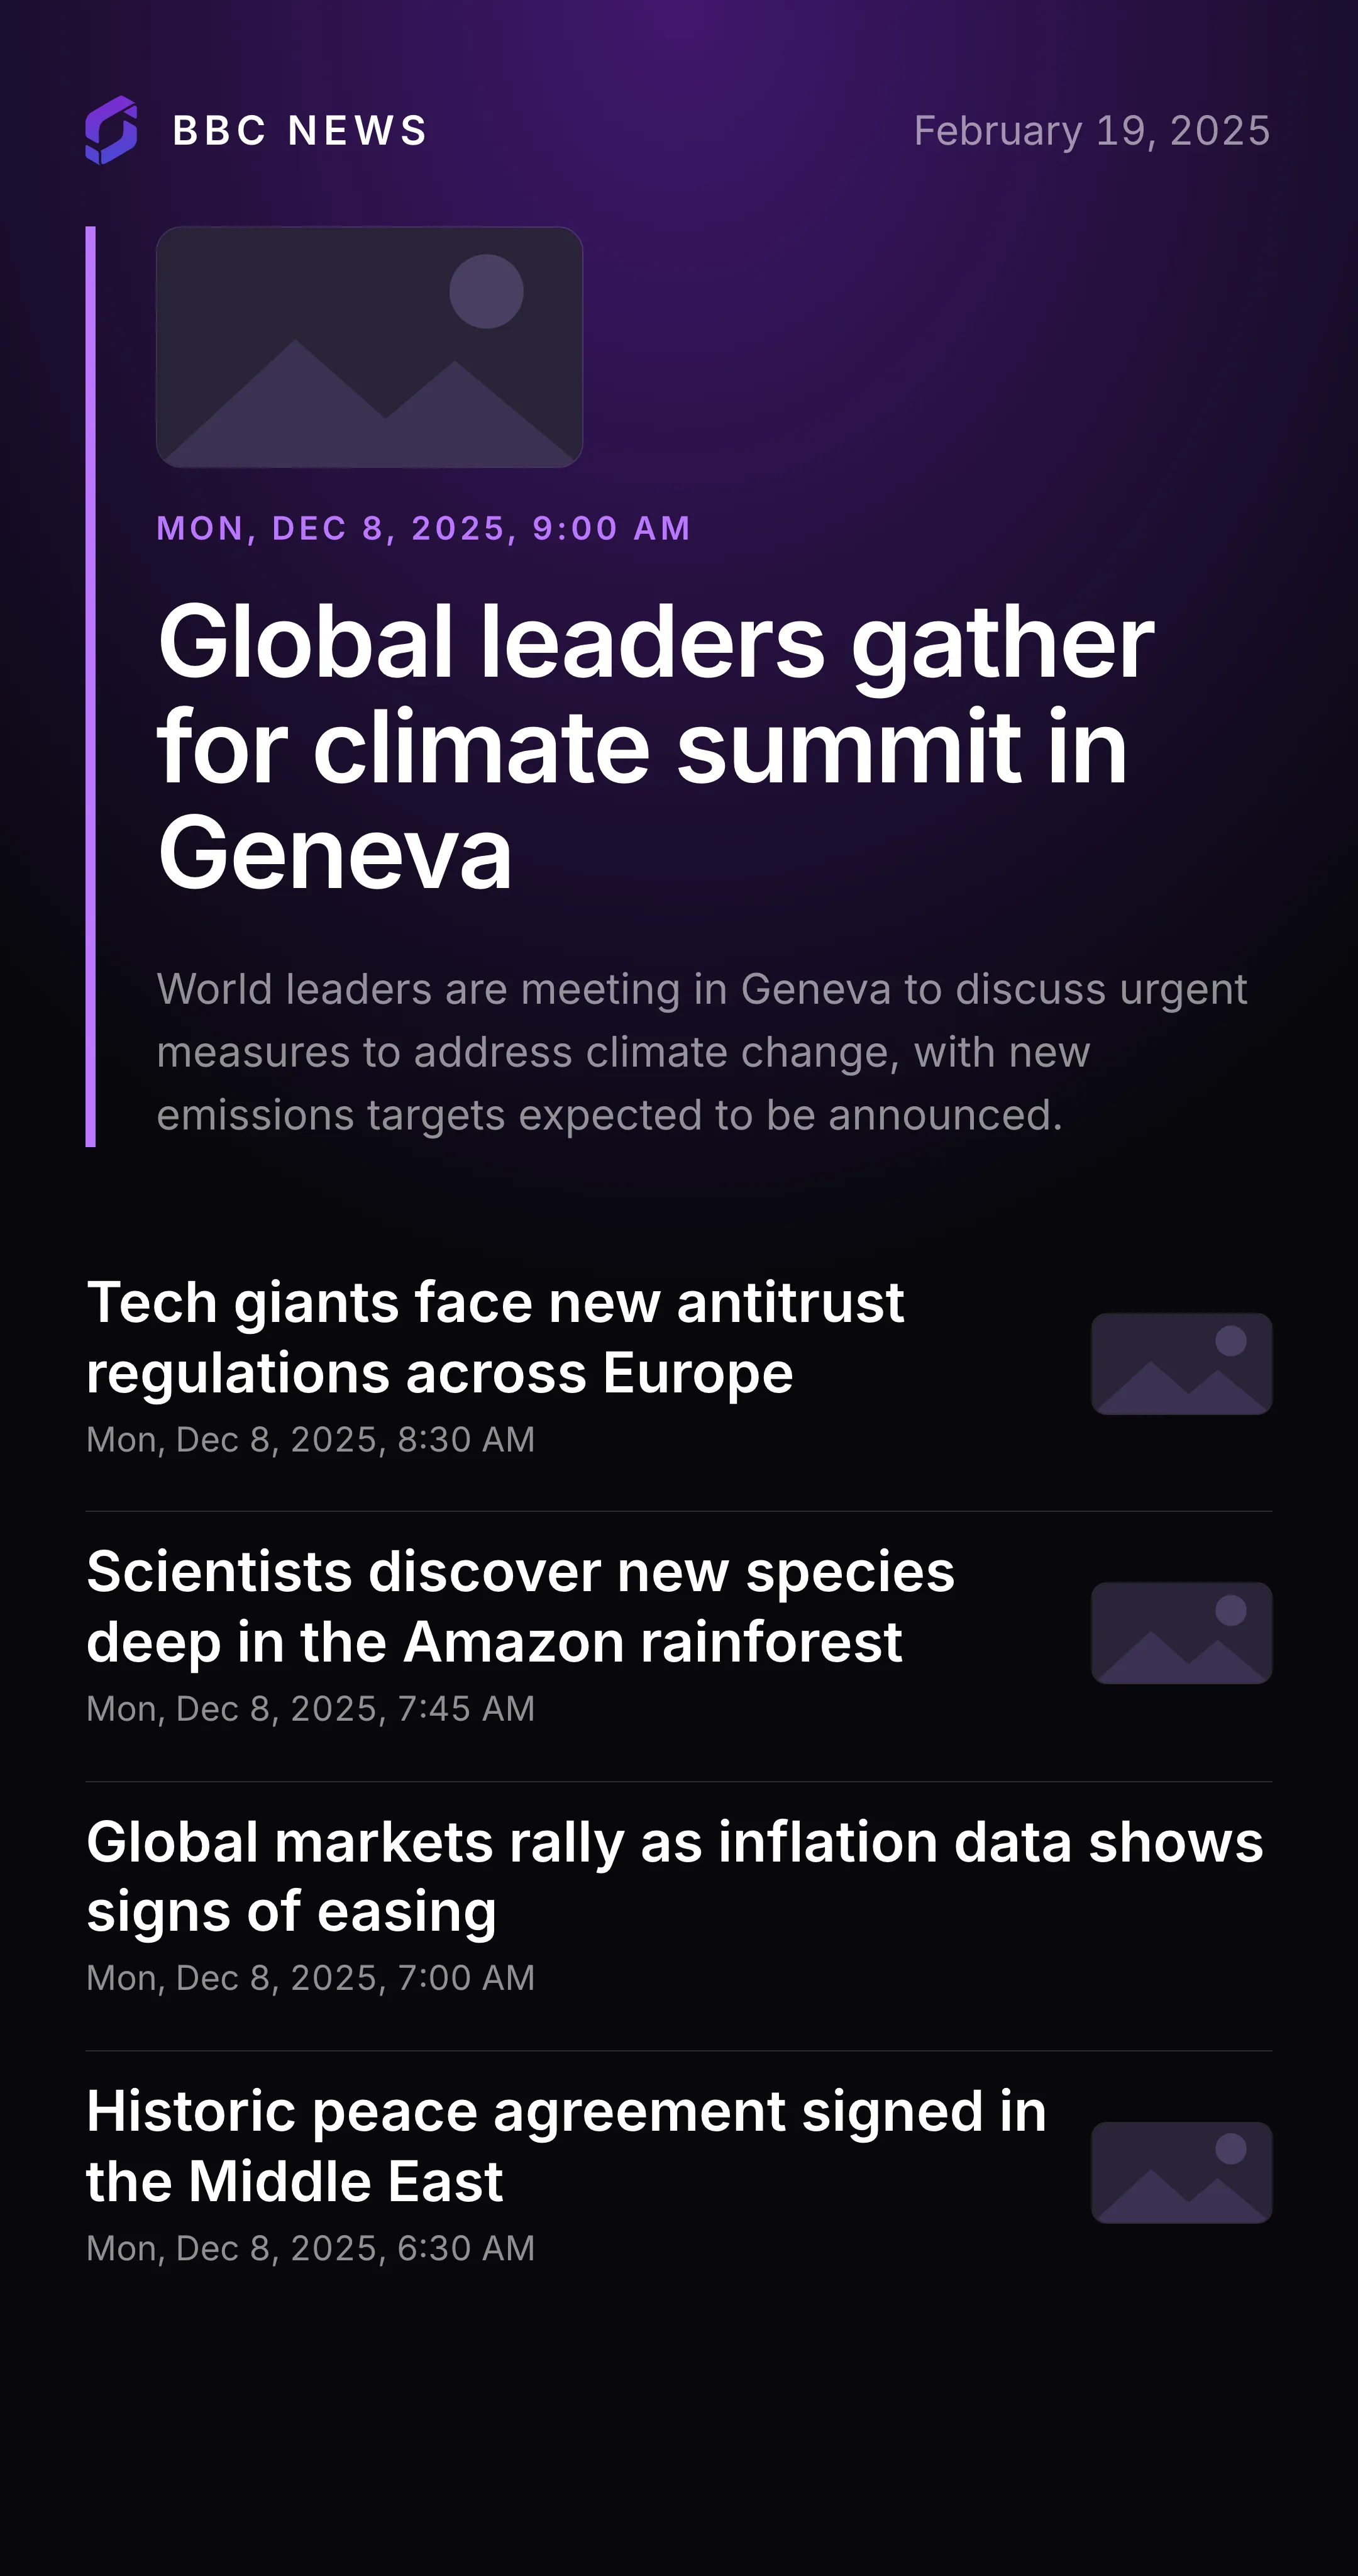 BBC NEWS
February 19, 2025
MON, DEC 8, 2025, 9:00 AM
Global leaders gather
for climate summit in
Geneva
World leaders are meeting in Geneva to discuss urgent
measures to address climate change, with new
emissions targets expected to be announced.
Tech giants face new antitrust
regulations across Europe
Mon, Dec 8, 2025, 8:30 AM
Scientists discover new species
deep in the Amazon rainforest
Mon, Dec 8, 2025, 7:45 AM
Global markets rally as inflation data shows
signs of easing
Mon, Dec 8, 2025, 7:00 AM
Historic peace agreement signed in
the Middle East
Mon, Dec 8, 2025, 6:30 AM